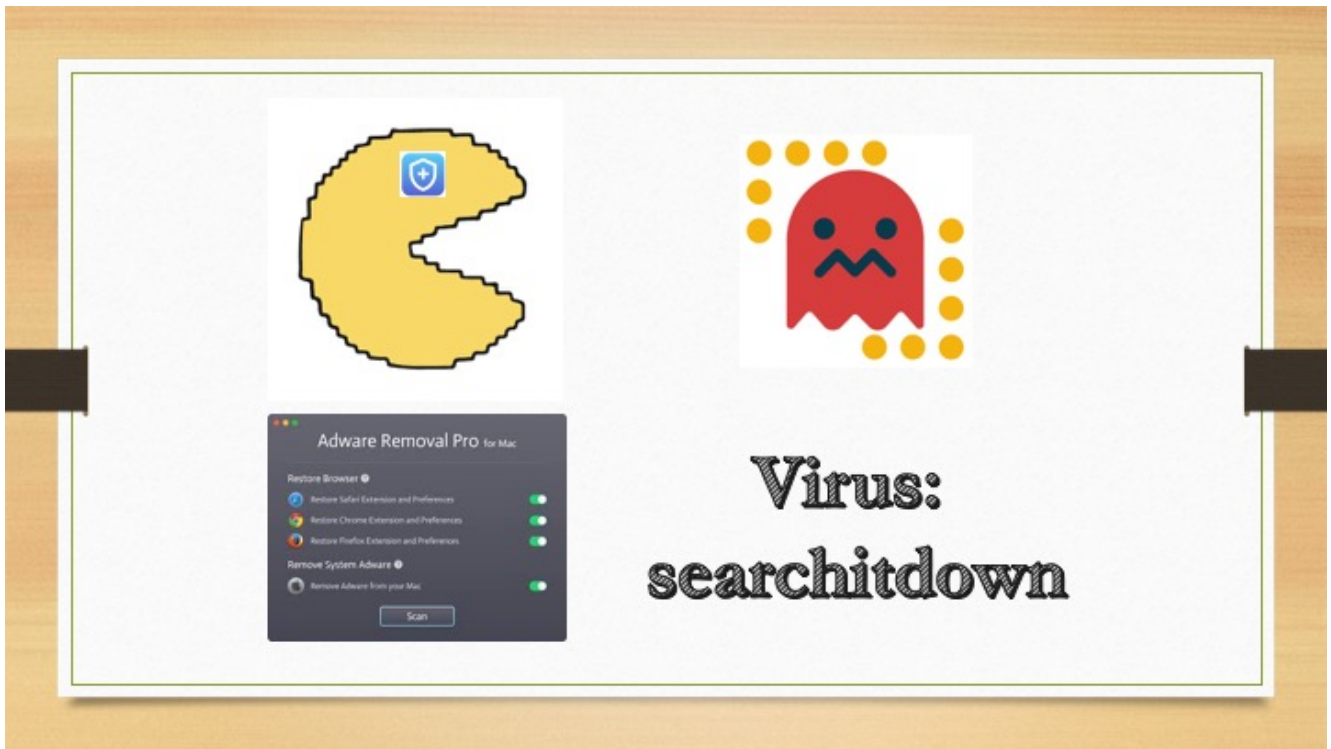 Adware Removal Pro for Mac
Restore Browser
Restore Safari Extension and Preferences
Restore Chrome Extension and Preferences
Restore Firefox Extension and Preferences
Remove System Adware
Remove Adware from your Mac
Scan
Virus:
searchitdown